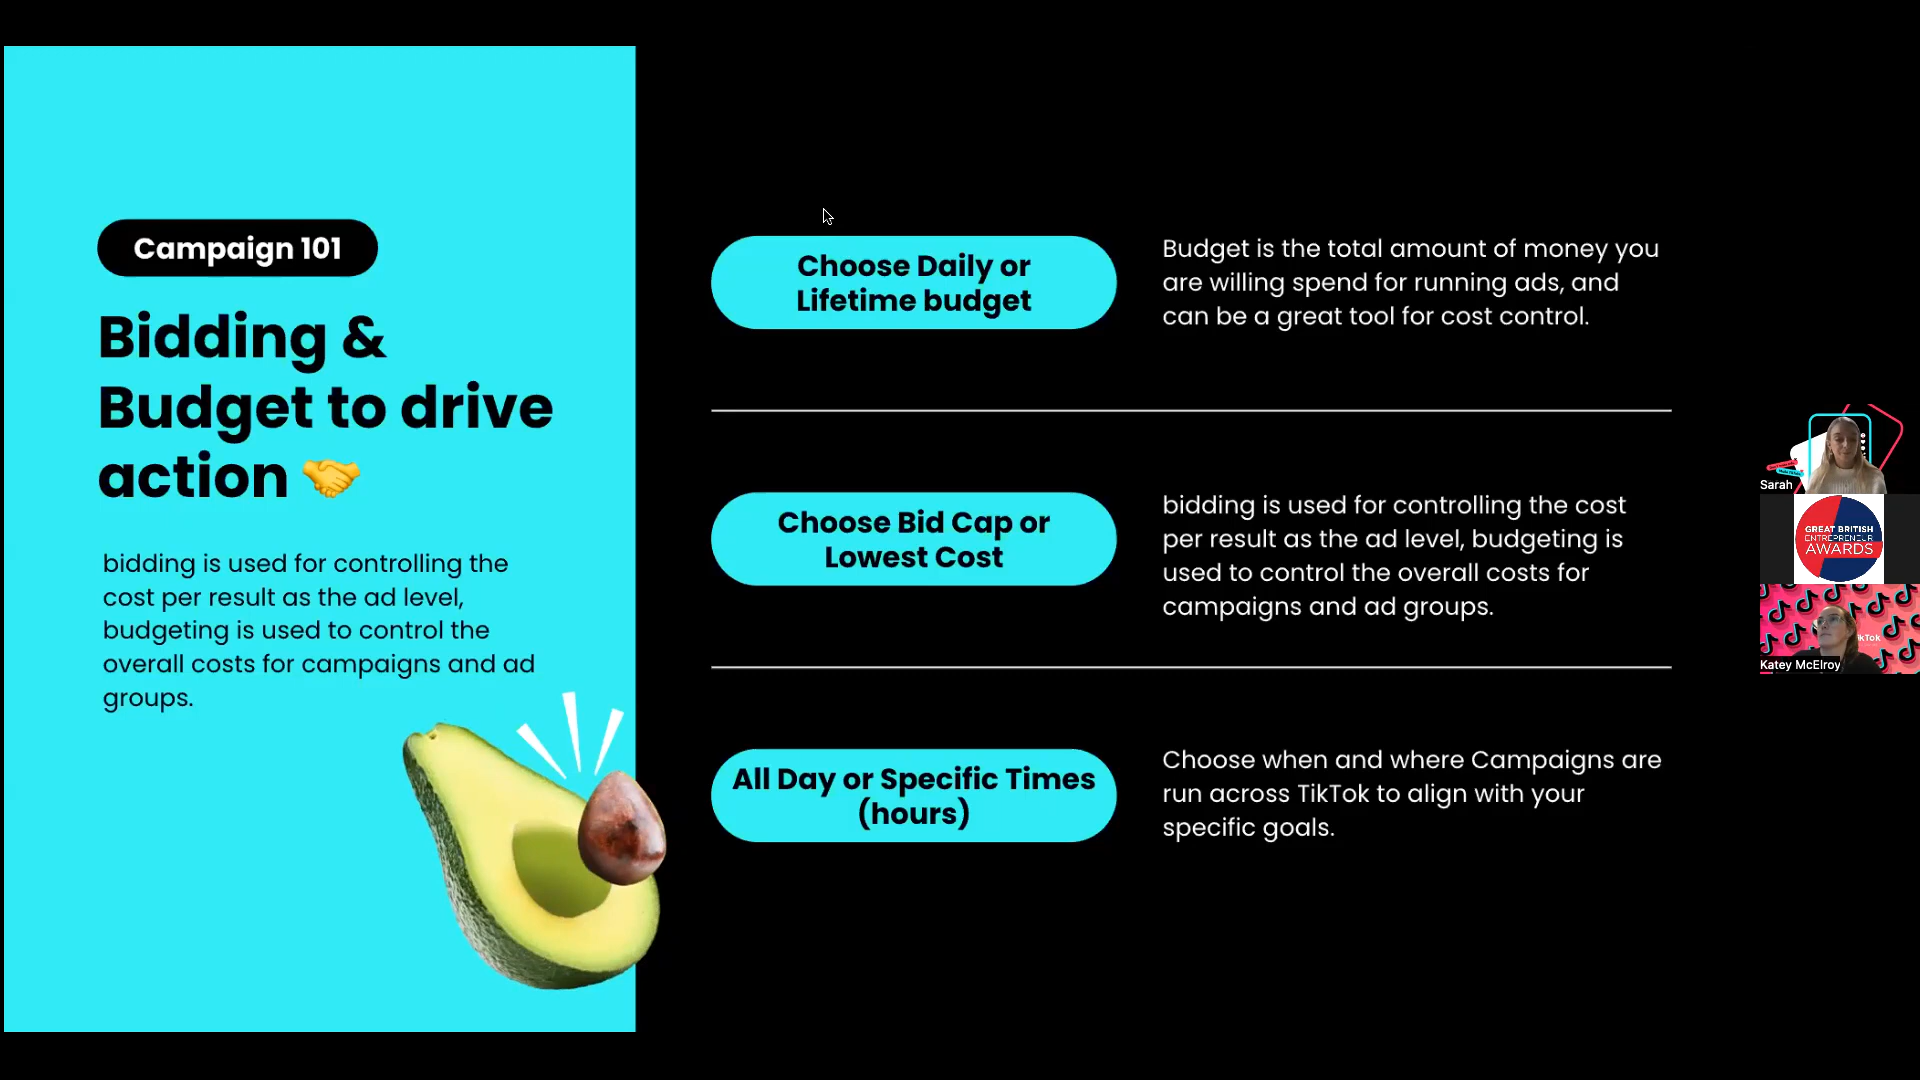 Campaign 101
Bidding &
Budget to drive
action 🤝
bidding is used for controlling the
cost per result as the ad level,
budgeting is used to control the
overall costs for campaigns and ad
groups.
Choose Daily or
Lifetime budget
Budget is the total amount of money you
are willing spend for running ads, and
can be a great tool for cost control.
Choose Bid Cap or
Lowest Cost
bidding is used for controlling the cost
per result as the ad level, budgeting is
used to control the overall costs for
campaigns and ad groups.
All Day or Specific Times
(hours)
Choose when and where Campaigns are
run across TikTok to align with your
specific goals.
Sarah
GREAT BRITISH
ENTREPRENEUR
AWARDS
ikTok
Katey McElroy